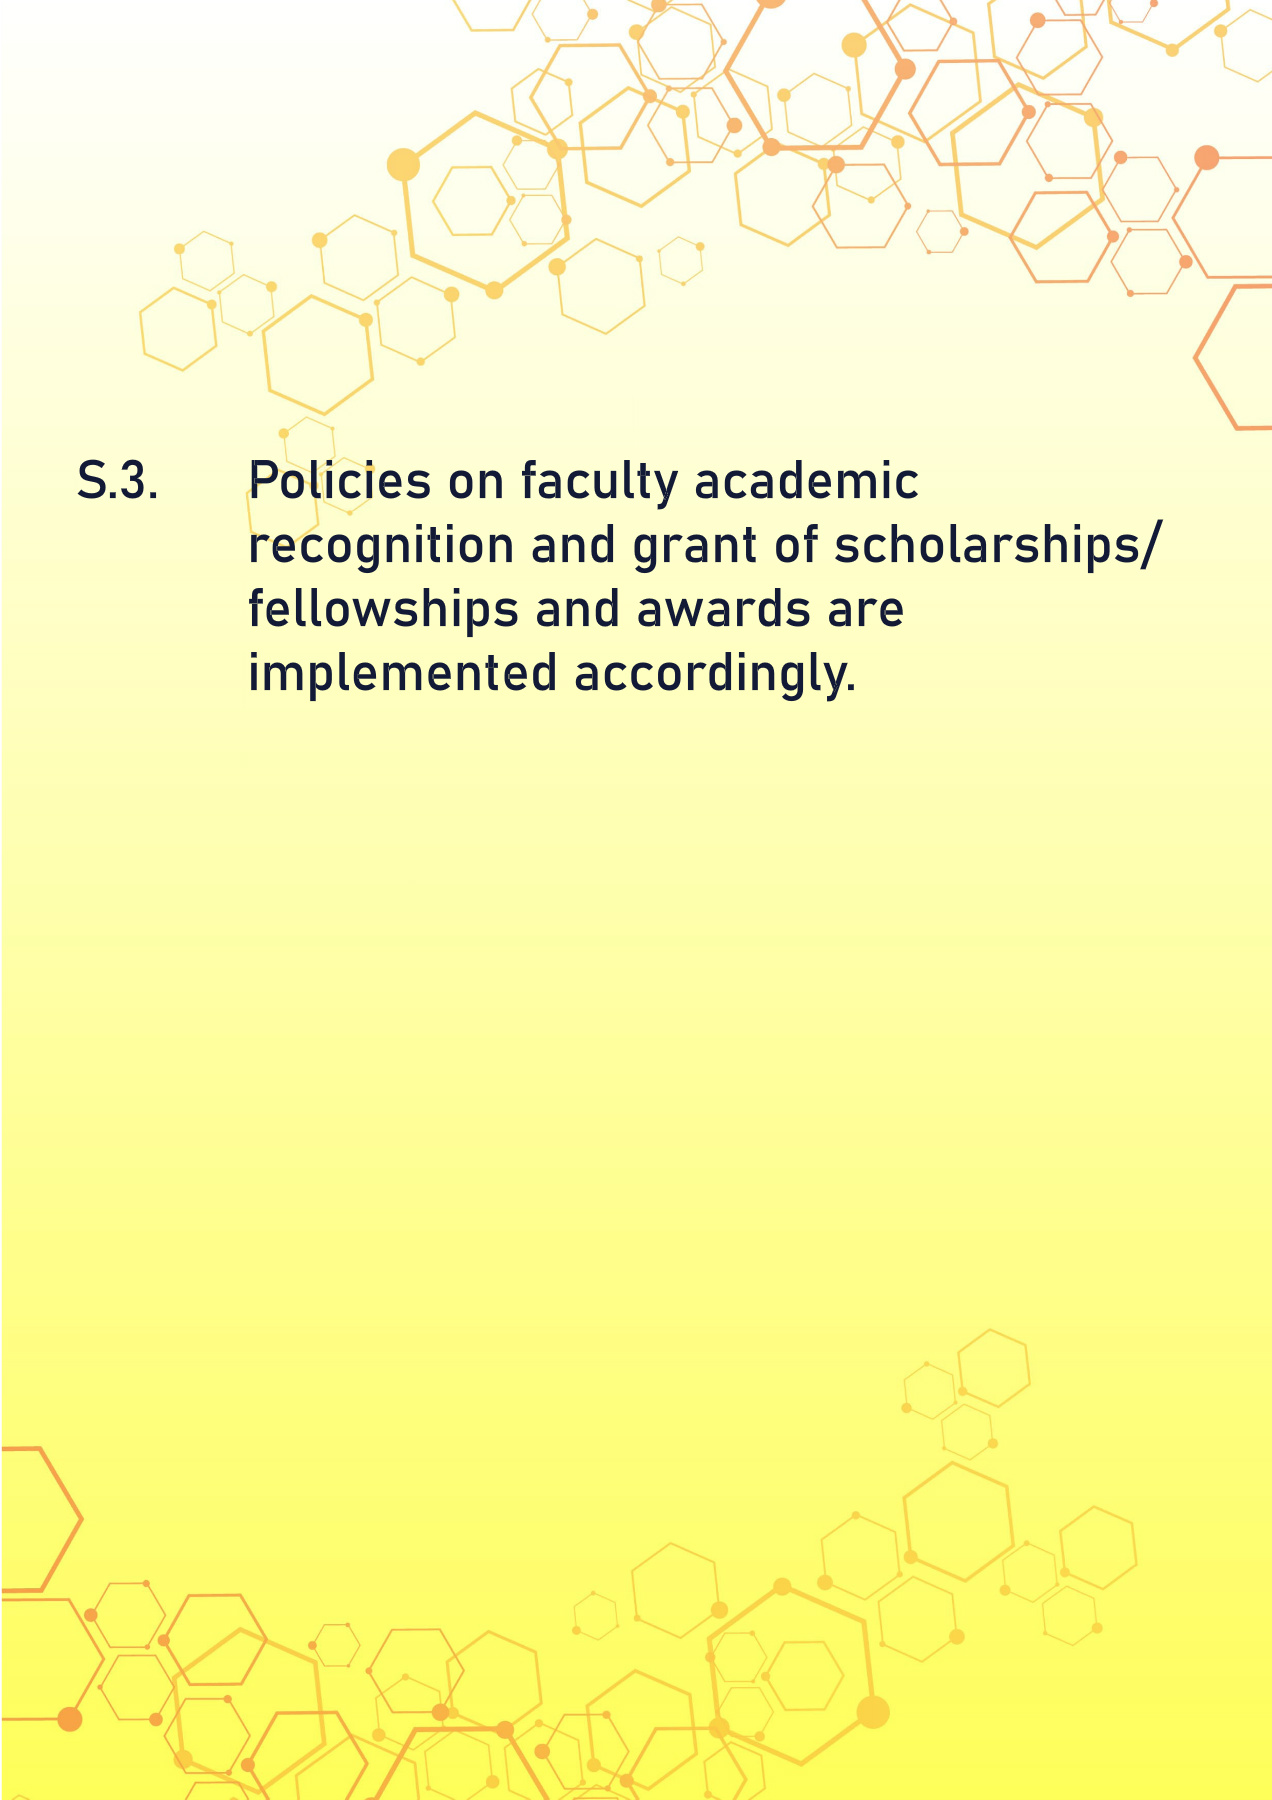 S.3. Policies on faculty academic
recognition and grant of scholarships/
fellowships and awards are
implemented accordingly.